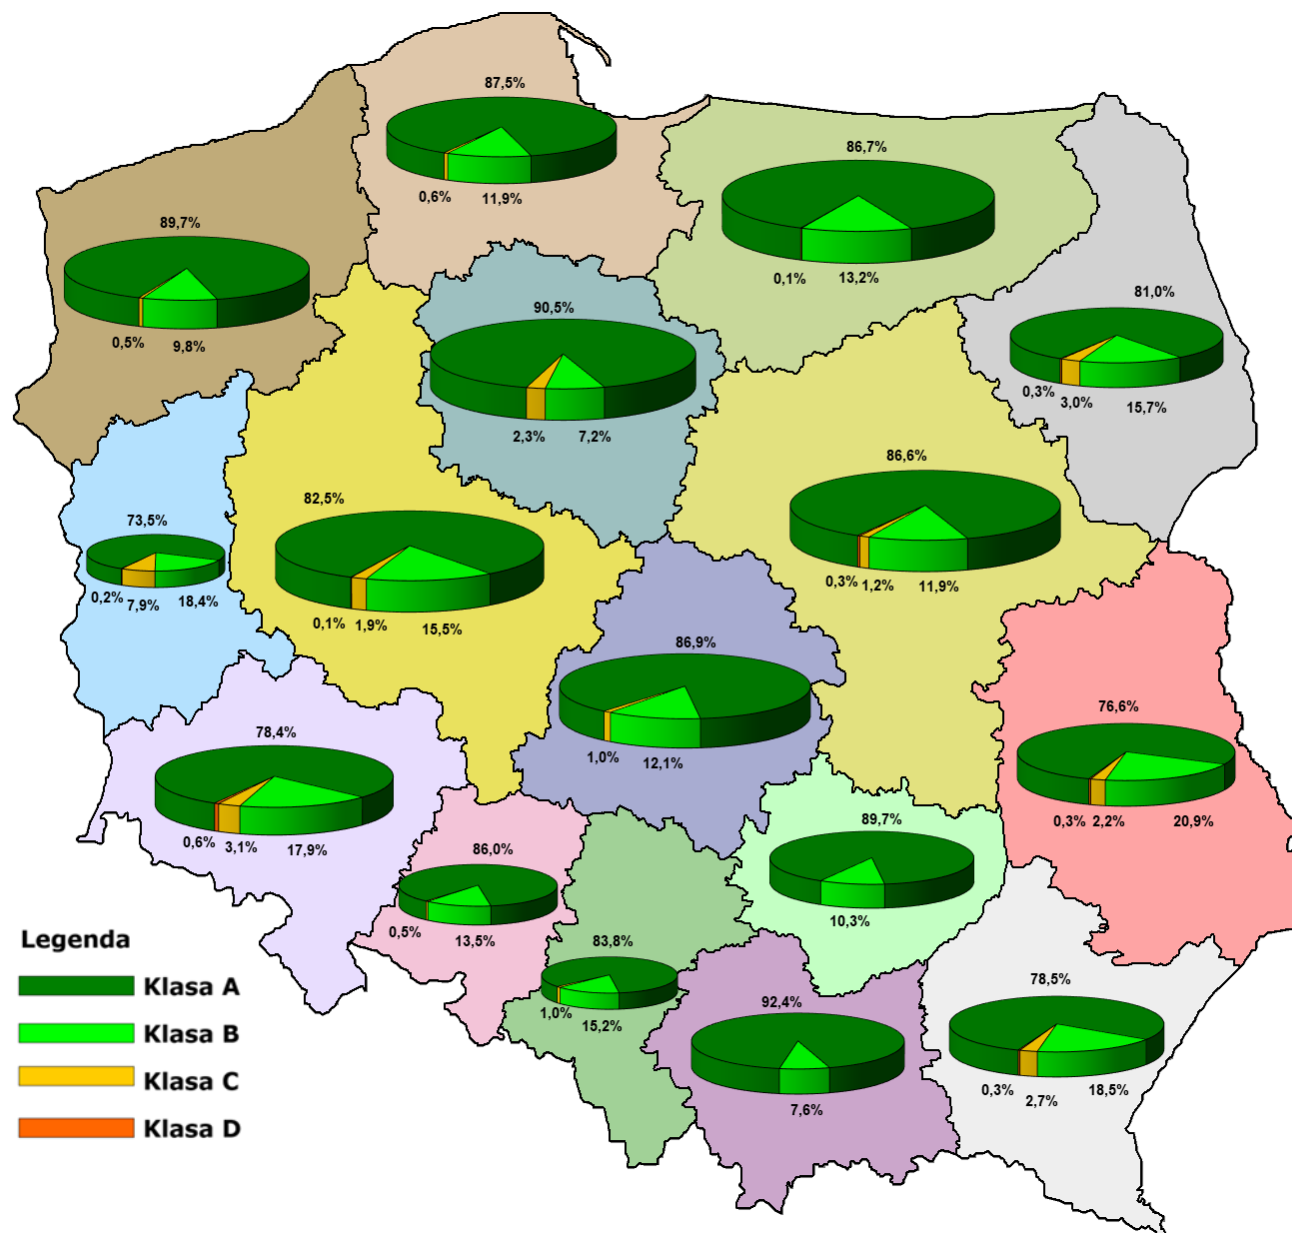 87,5%
0,6% 11,9%
86,7%
0,1% 13,2%
89,7%
0,5% 9,8%
90,5%
2,3% 7,2%
81,0%
0,3% 3,0% 15,7%
86,6%
0,3% 1,2% 11,9%
82,5%
0,1% 1,9% 15,5%
73,5%
0,2% 7,9% 18,4%
86,9%
1,0% 12,1%
76,6%
0,3% 2,2% 20,9%
78,4%
0,6% 3,1% 17,9%
89,7%
10,3%
86,0%
0,5% 13,5%
83,8%
1,0% 15,2%
78,5%
0,3% 2,7% 18,5%
92,4%
7,6%
Legenda
Klasa A
Klasa B
Klasa C
Klasa D